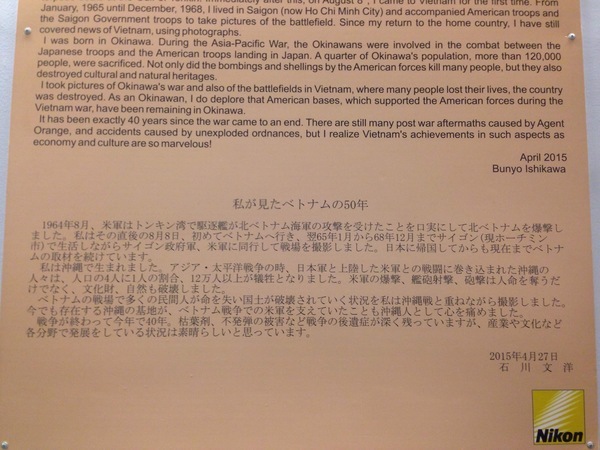 immediately after this, on August 8 , I came to Vietnam for the first time. From
January, 1965 until December, 1968, I lived in Saigon (now Ho Chi Minh City) and accompanied American troops and
the Saigon Government troops to take pictures of the battlefield. Since my return to the home country, I have still
covered news of Vietnam, using photographs.
I was born in Okinawa. During the Asia-Pacific War, the Okinawans were involved in the combat between the
Japanese troops and the American troops landing in Japan. A quarter of Okinawa's population, more than 120,000
people, were sacrificed. Not only did the bombings and shellings by the American forces kill many people, but they also
destroyed cultural and natural heritages.
I took pictures of Okinawa's war and also of the battlefields in Vietnam, where many people lost their lives, the country
was destroyed. As an Okinawan, I do deplore that American bases, which supported the American forces during the
Vietnam war, have been remaining in Okinawa.
It has been exactly 40 years since the war came to an end. There are still many post war aftermaths caused by Agent
Orange, and accidents caused by unexploded ordnances, but I realize Vietnam's achievements in such aspects as
economy and culture are so marvelous!
April 2015
Bunyo Ishikawa
私が見たベトナムの50年
1964年8月、米軍はトンキン湾で駆逐艦が北ベトナム海軍の攻撃を受けたことを口実にして北ベトナムを爆撃し
ました。私はその直後の8月8日、初めてベトナムへ行き、翌65年1月から68年12月までサイゴン(現ホーチミン
市)で生活しながらサイゴン政府軍、米軍に同行して戦場を撮影しました。日本に帰国してからも現在までベトナ
ムの取材を続けています。
私は沖縄で生まれました。アジア・太平洋戦争の時、日本軍と上陸した米軍との戦闘に巻き込まれた沖縄の
人々は、人口の4人に1人の割合、12万人以上が犠牲となりました。米軍の爆撃、艦砲射撃、砲撃は人命を奪うだ
けでなく、文化財、自然も破壊しました。
ベトナムの戦場で多くの民間人が命を失い国土が破壊されていく状況を私は沖縄戦と重ねながら撮影しました。
今でも存在する沖縄の基地が、ベトナム戦争での米軍を支えていたことも沖縄人として心を痛めました。
戦争が終わって今年で40年。枯葉剤、不発弾の被害など戦争の後遺症が深く残っていますが、産業や文化など
各分野で発展をしている状況は素晴らしいと思っています。
2015年4月27日
石 川 文 洋
Nikon